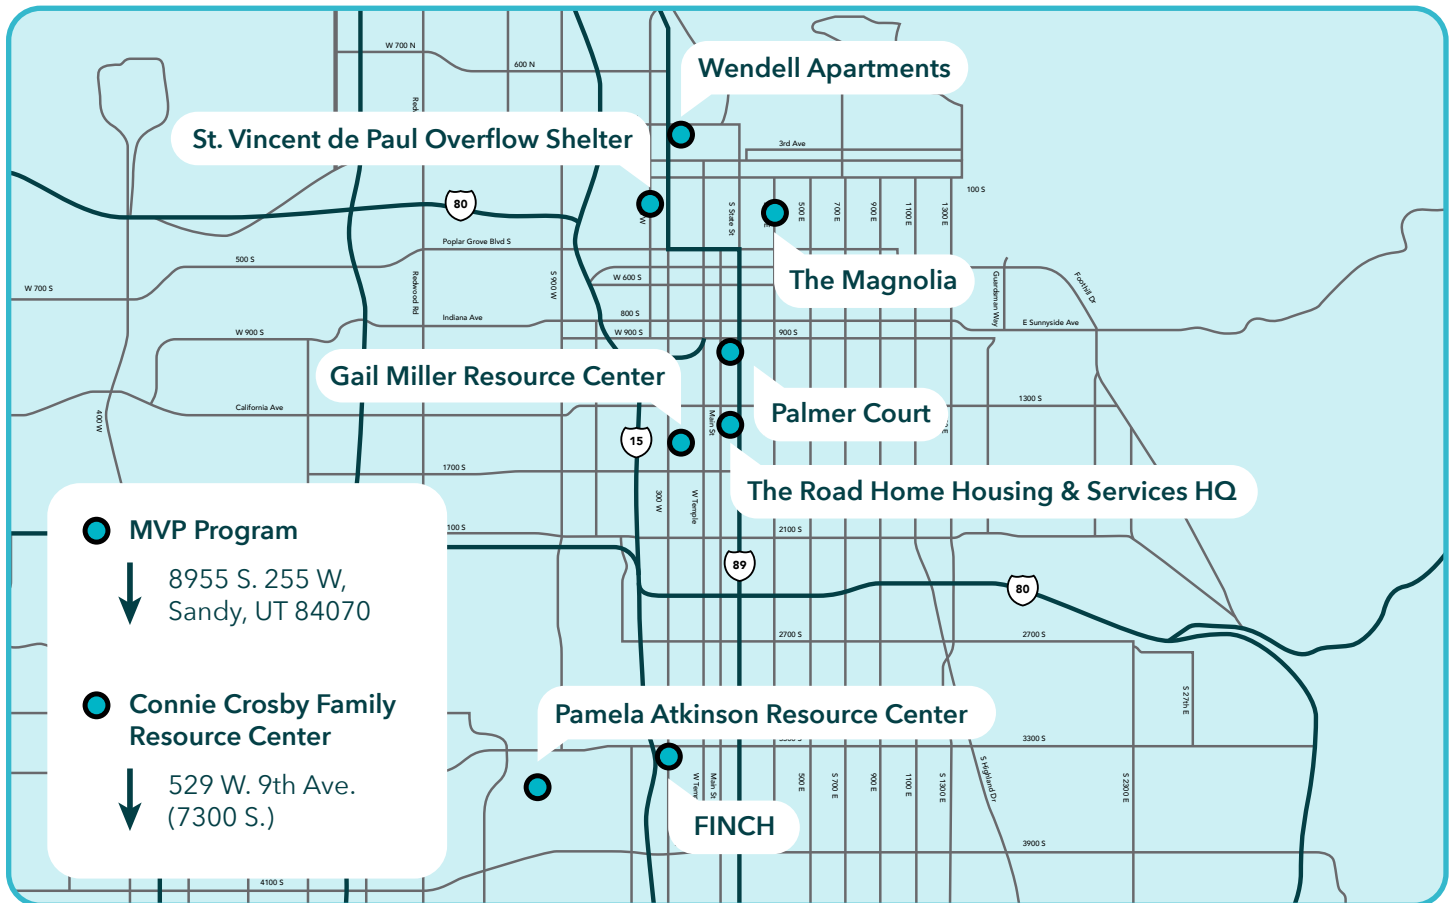 W 700 N
600 N
Wendell Apartments
St. Vincent de Paul Overflow Shelter
3rd Ave
100 S
80
W
S State St
500 E
700 E
900 E
1100 E
1300 E
Poplar Grove Blvd S
500 S
W 700 S
Redwood Rd
S 900 W
W 600 S
The Magnolia
Guardsman Way
Foothill Dr
Indiana Ave
800 S
W 900 S
W 900 S
900 S
E Sunnyside Ave
Gail Miller Resource Center
Palmer Court
1300 S
California Ave
400 W
Main St
E
15
1700 S
The Road Home Housing & Services HQ
300 W
W Temple
100 S
2100 S
89
80
MVP Program
8955 S. 255 W,
Sandy, UT 84070
2700 S
2700 S
S 27th E
Connie Crosby Family
Resource Center
529 W. 9th Ave.
(7300 S.)
Pamela Atkinson Resource Center
3300 S
Main St
500 E
S 700 E
900 E
1100 E
S 1300 E
S Highland Dr
S 2300 E
FINCH
3900 S
4100 S